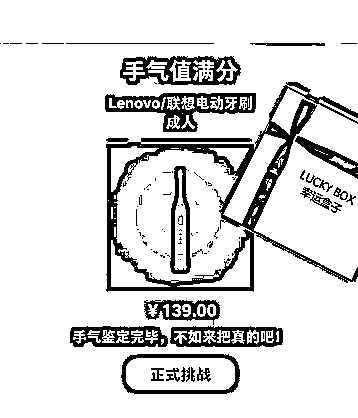 手气值满分
Lenovo/联想电动牙刷
成人
LUCKY BOX
幸运盒子
¥139.00
手气鉴定完毕，不如来把真的吧！
正式挑战